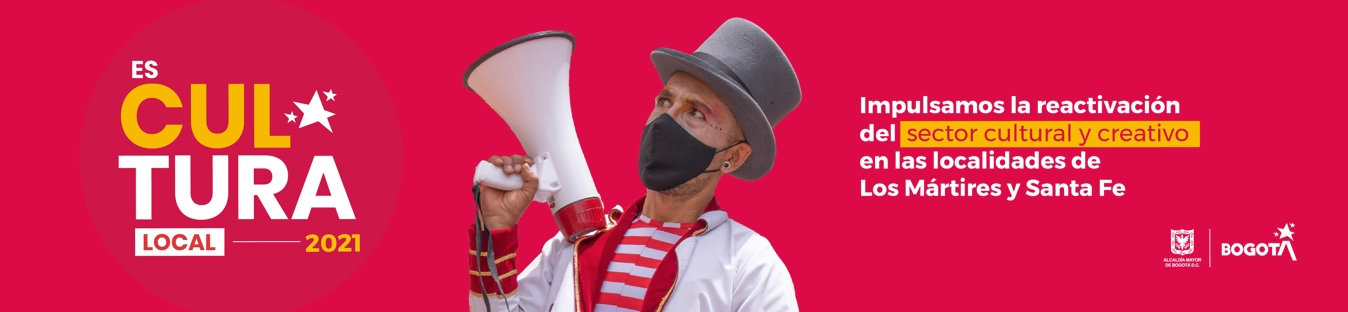 ES
CUL
TURA
LOCAL
2021
Impulsamos la reactivación
del sector cultural y creativo
en las localidades de
Los Mártires y Santa Fe
ALCALDÍA MAYOR
DE BOGOTÁ D.C.
BOGOTÁ